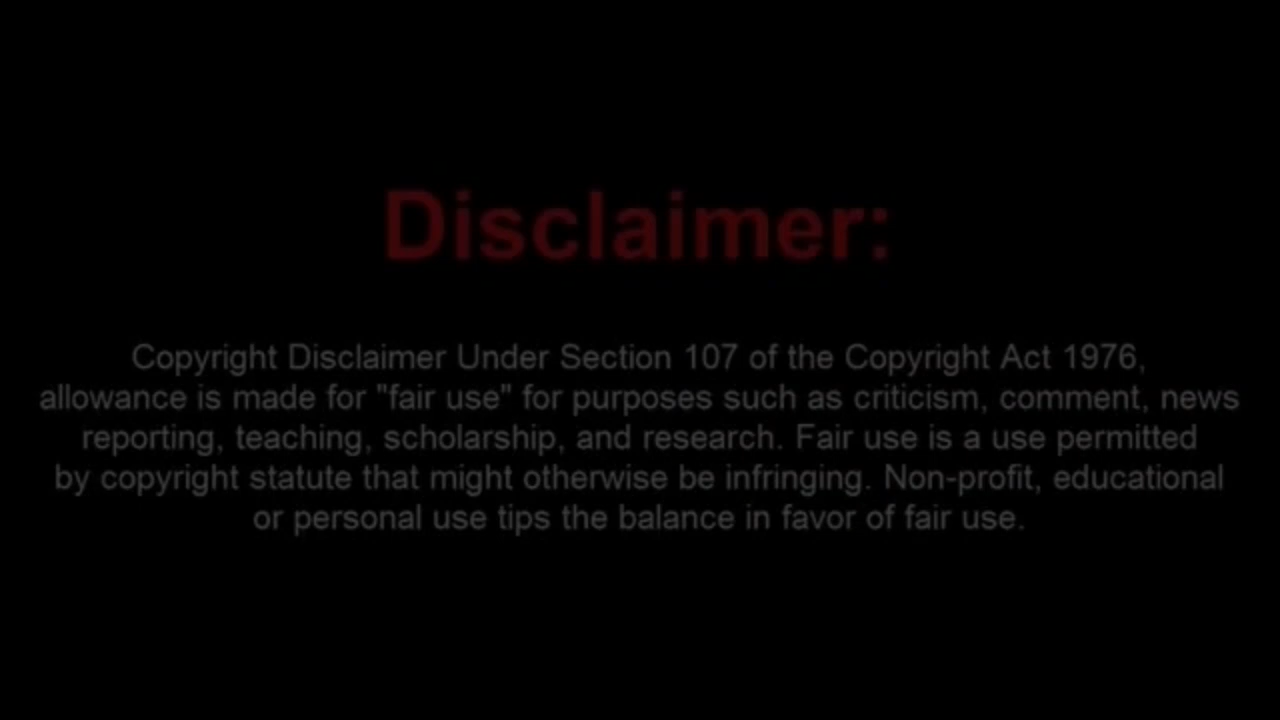 Disclaimer:
Copyright Disclaimer Under Section 107 of the Copyright Act 1976,
allowance is made for "fair use" for purposes such as criticism, comment, news
reporting, teaching, scholarship, and research. Fair use is a use permitted
by copyright statute that might otherwise be infringing. Non-profit, educational
or personal use tips the balance in favor of fair use.